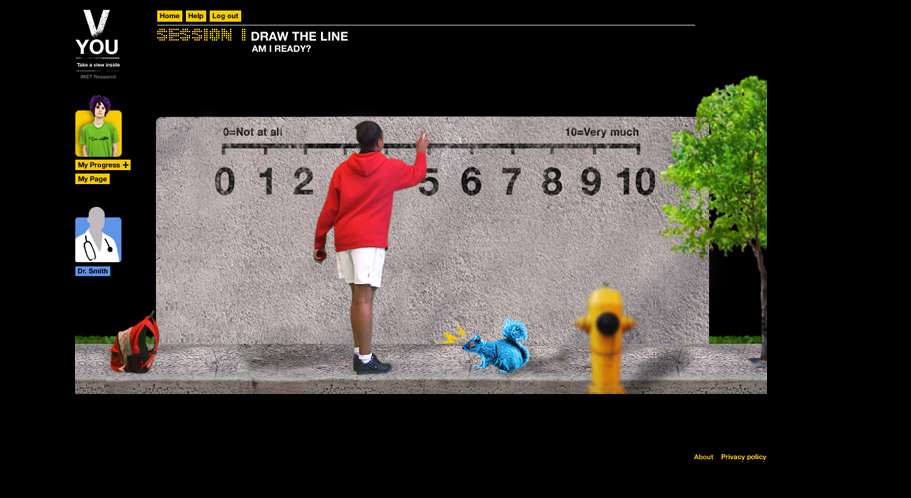 V
YOU
Take a view inside
IMET Research
Home Help Log out
SESSION 1 DRAW THE LINE
AM I READY?
My Progress +
My Page
Dr. Smith
0=Not at all
10=Very much
0 1 2 5 6 7 8 9 10
About Privacy policy